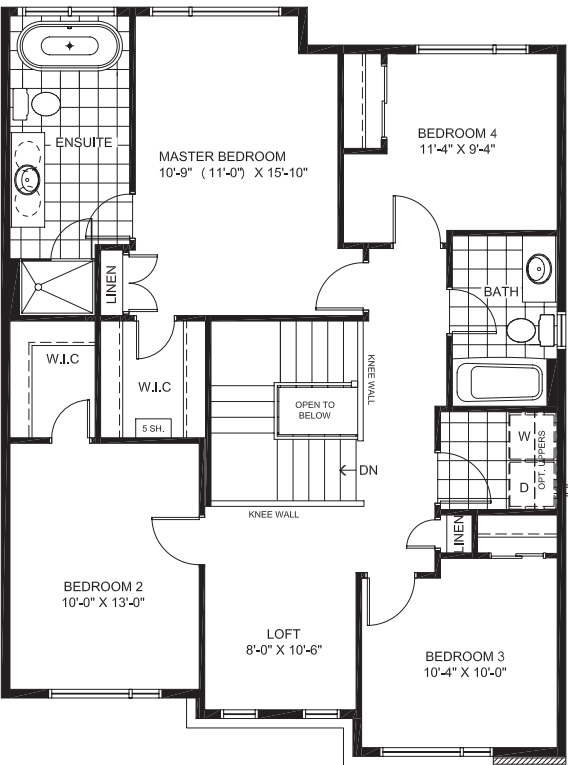 BEDROOM 4
11'-4" X 9'-4"
ENSUITE
MASTER BEDROOM
10'-9" ( 11'-0") X 15'-10"
LINEN
BATH
W.I.C
W.I.C
KNEE WALL
OPEN TO
BELOW
5 SH.
W
OPT. UPPERS
D
DN
KNEE WALL
LINEN
BEDROOM 2
10'-0" X 13'-0"
LOFT
8'-0" X 10'-6"
BEDROOM 3
10'-4" X 10'-0"